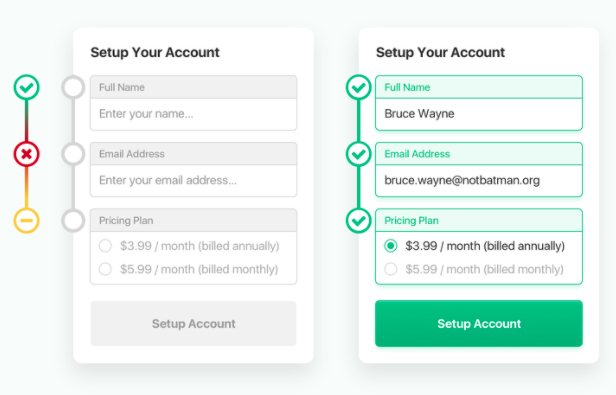 Setup Your Account
Full Name
Enter your name...
Email Address
Enter your email address...
Pricing Plan
$3.99 / month (billed annually)
$5.99 / month (billed monthly)
Setup Account
Setup Your Account
Full Name
Bruce Wayne
Email Address
bruce.wayne@notbatman.org
Pricing Plan
$3.99 / month (billed annually)
$5.99 / month (billed monthly)
Setup Account